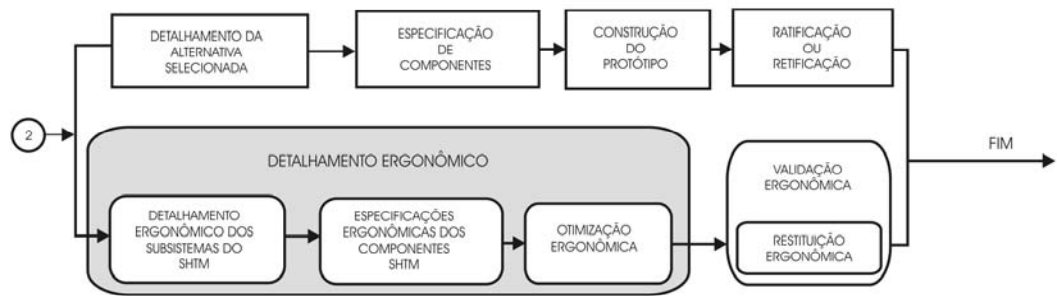 DETALHAMENTO DA
ALTERNATIVA
SELECIONADA
ESPECIFICAÇÃO
DE
COMPONENTES
CONSTRUÇÃO
DO
PROTÓTIPO
RATIFICAÇÃO
OU
RETIFICAÇÃO
2
DETALHAMENTO ERGONÔMICO
DETALHAMENTO
ERGONÔMICO DOS
SUBSISTEMAS DO
SHTM
ESPECIFICAÇÕES
ERGONÔMICAS DOS
COMPONENTES
SHTM
OTIMIZAÇÃO
ERGONÔMICA
VALIDAÇÃO
ERGONÔMICA
RESTITUIÇÃO
ERGONÔMICA
FIM